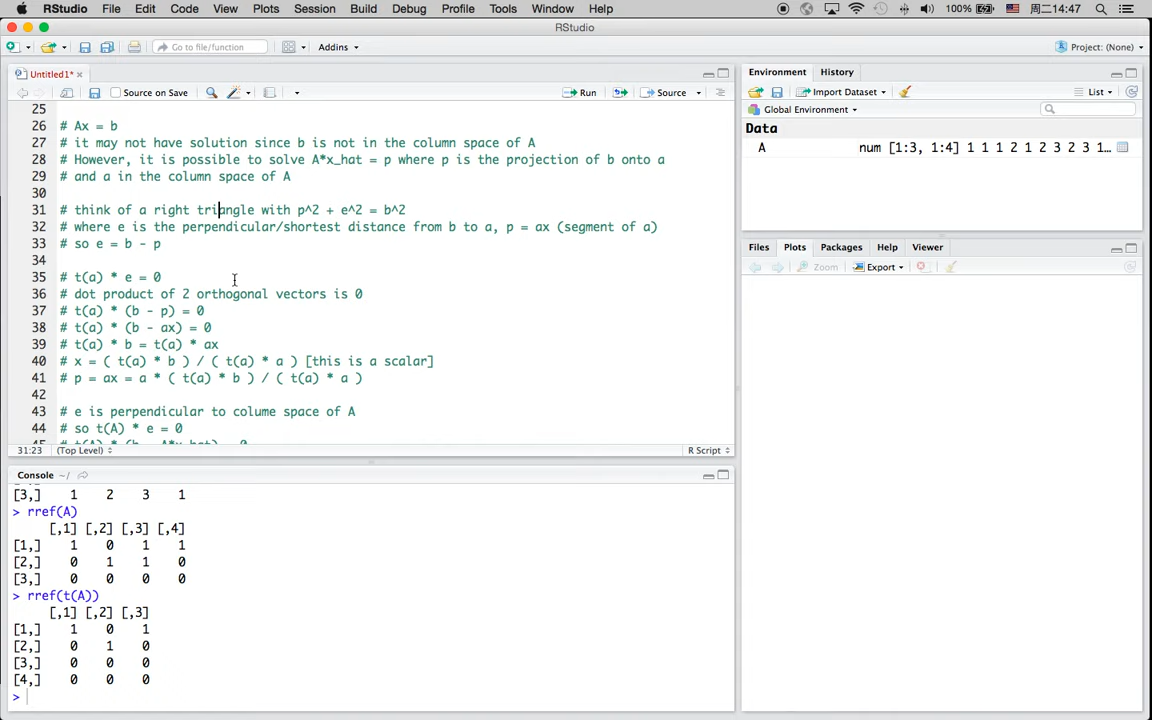 RStudio File Edit Code View Plots Session Build Debug Profile Tools Window Help 100% 周二14:47
RStudio
Go to file/function Addins Project: (None)
Untitled1* Environment History
Source on Save Run Source Import Dataset List
Global Environment
25 Data
26 # Ax = b
A num [1:3, 1:4] 1 1 1 2 1 2 3 2 3 1…
27 # it may not have solution since b is not in the column space of A
28 # However, it is possible to solve A*x_hat = p where p is the projection of b onto a
29 # and a in the column space of A
30
31 # think of a right triangle with p^2 + e^2 = b^2
32 # where e is the perpendicular/shortest distance from b to a, p = ax (segment of a)
33 # so e = b - p
Files Plots Packages Help Viewer
34
Zoom Export
35 # t(a) * e = 0
36 # dot product of 2 orthogonal vectors is 0
37 # t(a) * (b - p) = 0
38 # t(a) * (b - ax) = 0
39 # t(a) * b = t(a) * ax
40 # x = ( t(a) * b ) / ( t(a) * a ) [this is a scalar]
41 # p = ax = a * ( t(a) * b ) / ( t(a) * a )
42
43 # e is perpendicular to colume space of A
44 # so t(A) * e = 0
45 # t(A) * (b - A*x_hat) = 0
31:23 (Top Level) R Script
Console ~/
[3,] 1 2 3 1
> rref(A)
[,1] [,2] [,3] [,4]
[1,] 1 0 1 1
[2,] 0 1 1 0
[3,] 0 0 0 0
> rref(t(A))
[,1] [,2] [,3]
[1,] 1 0 1
[2,] 0 1 0
[3,] 0 0 0
[4,] 0 0 0
>